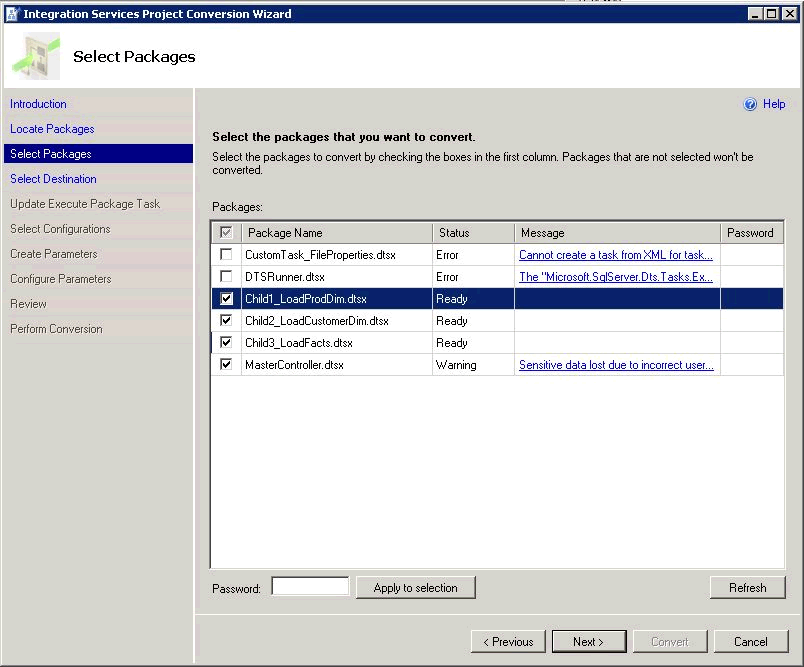 Integration Services Project Conversion Wizard
Select Packages
Introduction
Locate Packages
Select Packages
Select Destination
Update Execute Package Task
Select Configurations
Create Parameters
Configure Parameters
Review
Perform Conversion
Help
Select the packages that you want to convert.
Select the packages to convert by checking the boxes in the first column. Packages that are not selected won't be
converted.
Packages:
Package Name Status Message Password
CustomTask_FileProperties.dtsx Error Cannot create a task from XML for task...
DTSRunner.dtsx Error The "Microsoft.SqlServer.Dts.Tasks.Ex...
Child1_LoadProdDim.dtsx Ready
Child2_LoadCustomerDim.dtsx Ready
Child3_LoadFacts.dtsx Ready
MasterController.dtsx Warning Sensitive data lost due to incorrect user...
Password: Apply to selection Refresh
< Previous Next > Convert Cancel